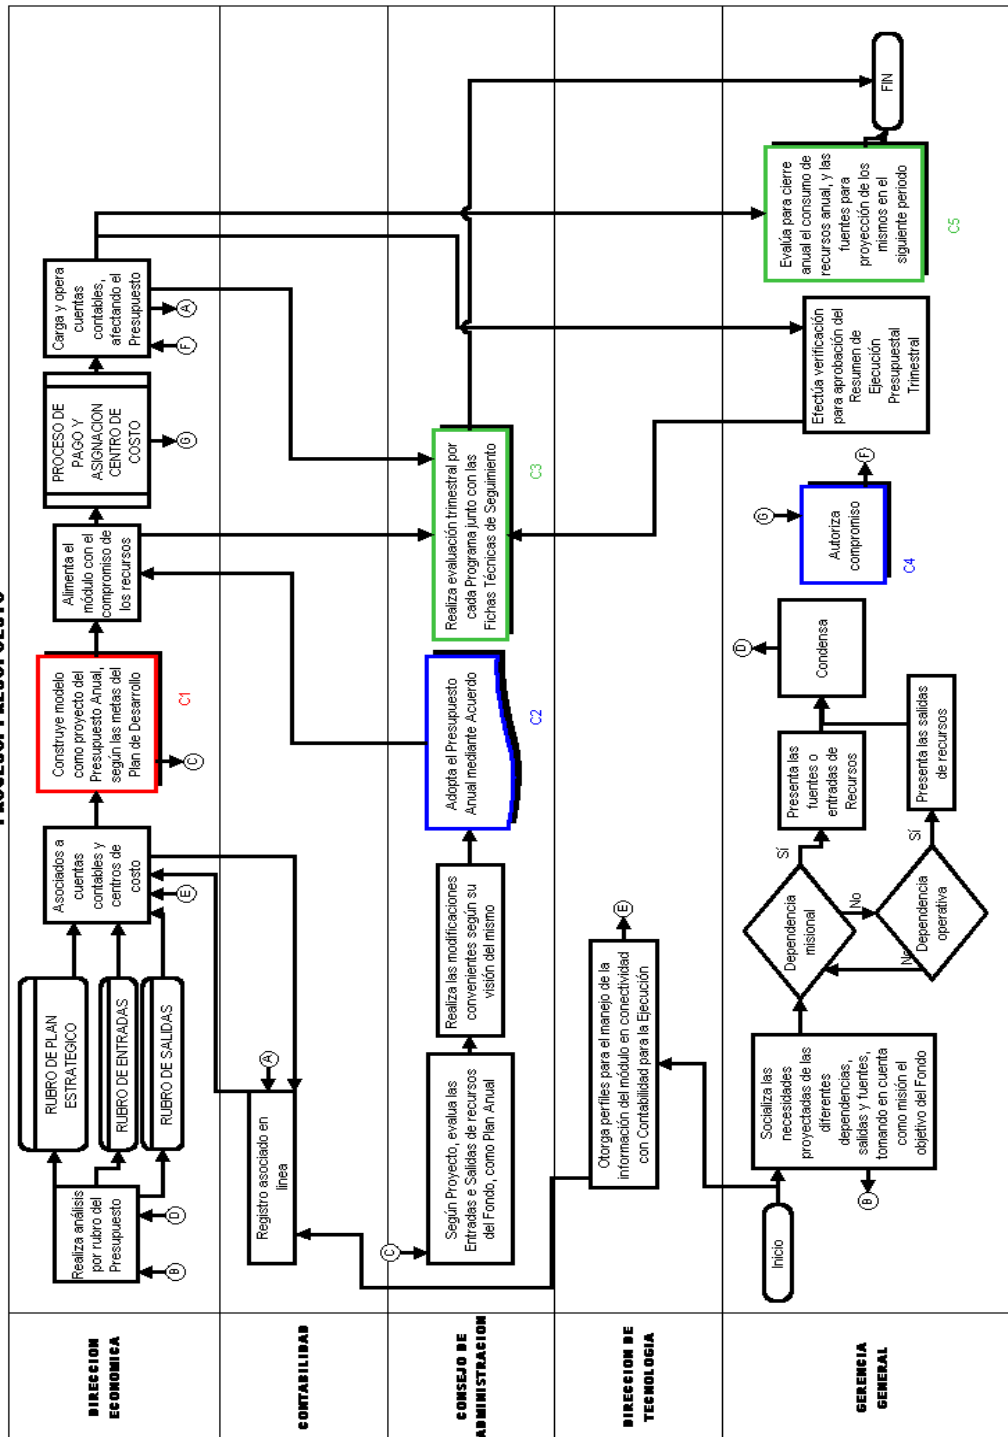 DIRECCION
ECONOMICA
Realiza análisis
por rubro del
Presupuesto
B
D
RUBRO DE PLAN
ESTRATEGICO
RUBRO DE ENTRADAS
RUBRO DE SALIDAS
Asociados a
cuentas
contables y
centros de
costo
E
Construye modelo
como proyecto del
Presupuesto Anual,
según las metas del
Plan de Desarrollo
C
C1
Alimenta el
módulo con el
compromiso de
los recursos
PROCESO DE
PAGO Y
ASIGNACION
CENTRO DE
COSTO
G
Carga y opera
cuentas
contables,
afectando el
Presupuesto
F
A
CONTABILIDAD
Registro asociado en
línea
A
CONSEJO DE
ADMINISTRACION
C
Según Proyecto, evalua las
Entradas e Salidas de recursos
del Fondo, como Plan Anual
Realiza las modificaciones
convenientes según su
visión del mismo
Adopta el Presupuesto
Anual mediante Acuerdo
C2
Realiza evaluación trimestral por
cada Programa junto con las
Fichas Técnicas de Seguimiento
C3
DIRECCION DE
TECNOLOGIA
Otorga perfiles para el manejo de la
información del módulo en conectividad
con Contabilidad para la Ejecución
E
GERENCIA
GENERAL
Inicio
Socializa las
necesidades
proyectadas de las
diferentes
dependencias,
salidas y fuentes,
tomando en cuenta
como misión el
objetivo del Fondo
B
Dependencia
misional
Sí
No
Dependencia
operativa
Sí
No
Presenta las
fuentes o
entradas de
Recursos
Presenta las salidas
de recursos
Condensa
D
G
Autoriza
compromiso
F
C4
Efectúa verificación
para aprobación del
Resumen de
Ejecución
Presupuestal
Trimestral
Evalúa para cierre
anual el consumo de
recursos anual, y las
fuentes para
proyección de los
mismos en el
siguiente periodo
C5
FIN